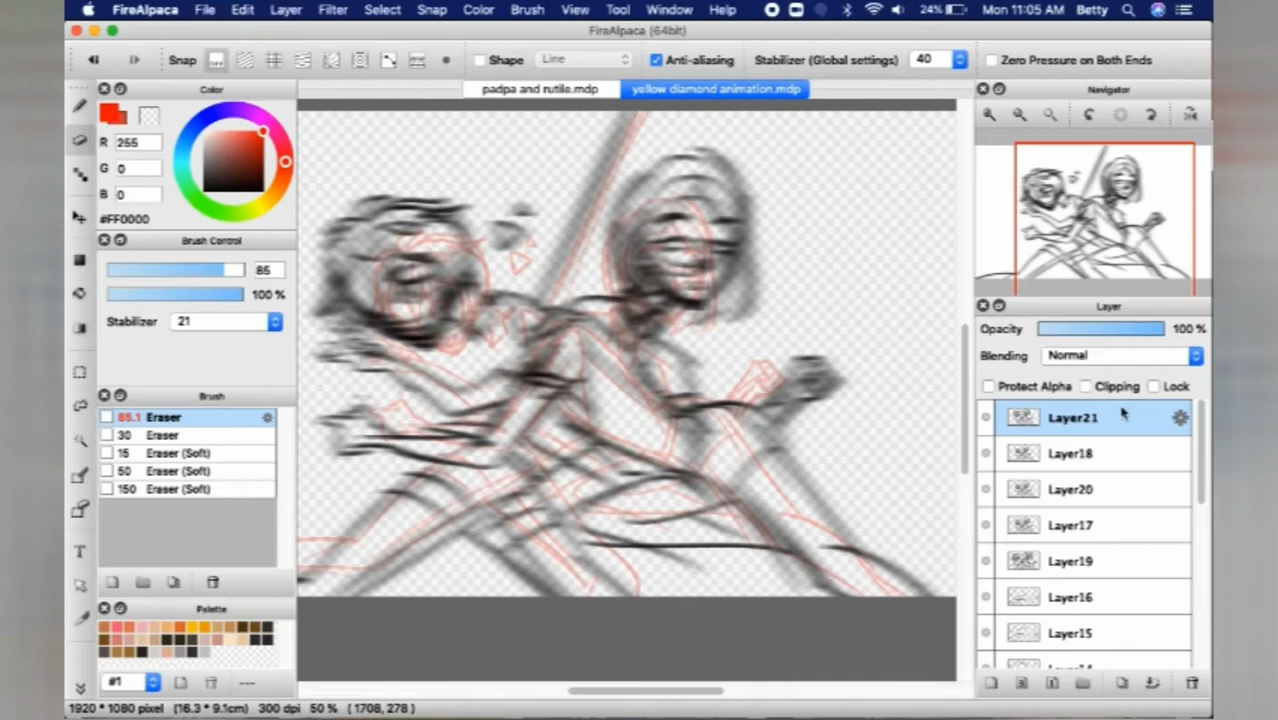 FireAlpaca File Edit Layer Filter Select Snap Color Brush View Tool Window Help 24% Mon 11:05 AM Betty
FireAlpaca (64bit)
Snap Shape Line Anti-aliasing Stabilizer (Global settings) 40 Zero Pressure on Both Ends
Color
padpa and rutile.mdp yellow diamond animation.mdp
Navigator
R 255
G 0
B 0
#FF0000
Brush Control
85
100 %
Stabilizer 21
Layer
Opacity 100 %
Blending Normal
Protect Alpha Clipping Lock
Brush
85.1 Eraser
30 Eraser
15 Eraser (Soft)
50 Eraser (Soft)
150 Eraser (Soft)
Layer21
Layer18
Layer20
Layer17
Layer19
Layer16
Layer15
T
Palette
#1
1920 * 1080 pixel (16.3 * 9.1cm) 300 dpi 50 % ( 1708, 278 )